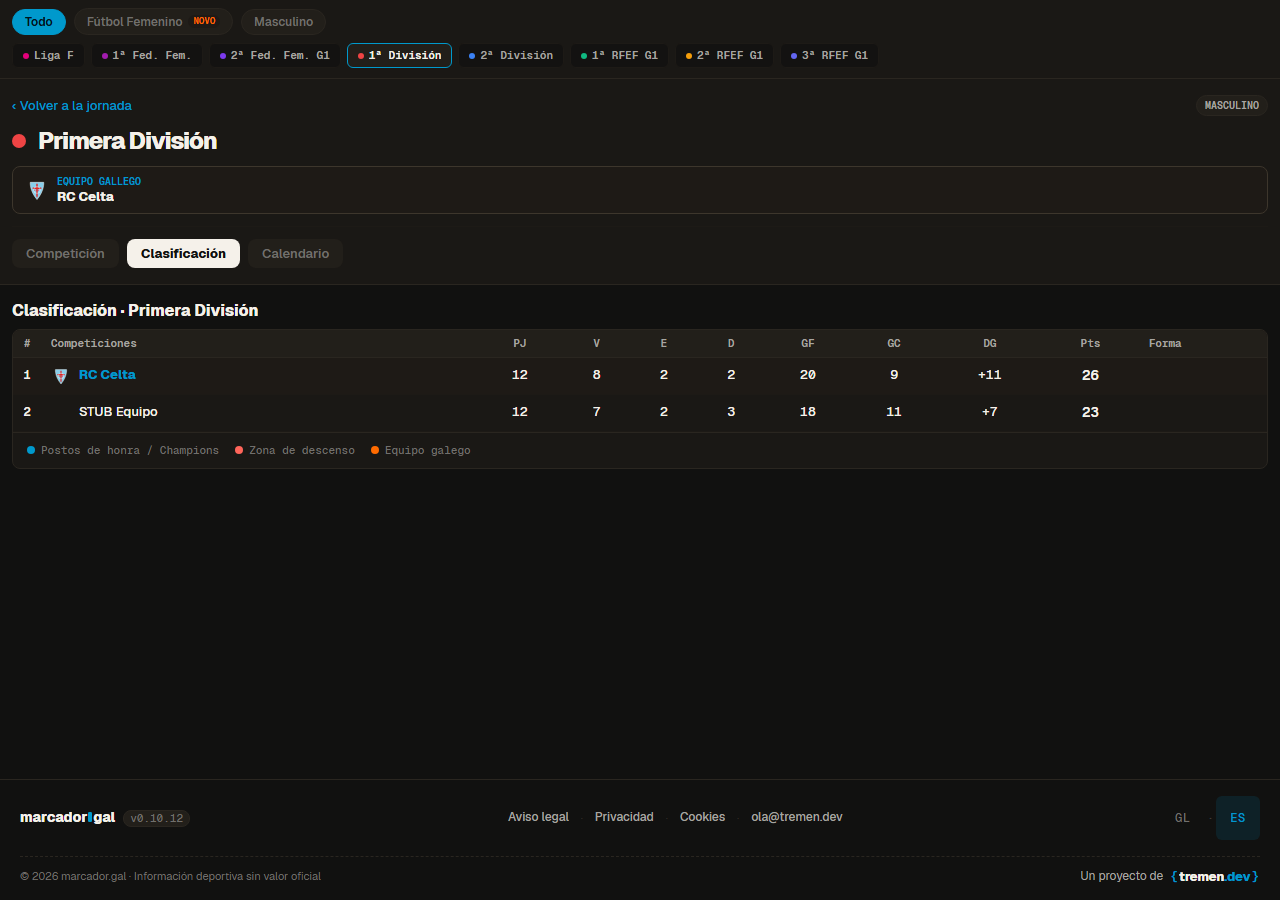 Todo Fútbol Femenino NOVO Masculino
Liga F 1ª Fed. Fem. 2ª Fed. Fem. G1 1ª División 2ª División 1ª RFEF G1 2ª RFEF G1 3ª RFEF G1
‹ Volver a la jornada MASCULINO
Primera División
EQUIPO GALLEGO
RC Celta
Competición Clasificación Calendario
Clasificación · Primera División
# Competiciones PJ V E D GF GC DG Pts Forma
1 RC Celta 12 8 2 2 20 9 +11 26
2 STUB Equipo 12 7 2 3 18 11 +7 23
Postos de honra / Champions Zona de descenso Equipo galego
marcador gal v0.10.12 Aviso legal · Privacidad · Cookies · ola@tremen.dev GL · ES
© 2026 marcador.gal · Información deportiva sin valor oficial Un proyecto de {tremen.dev}